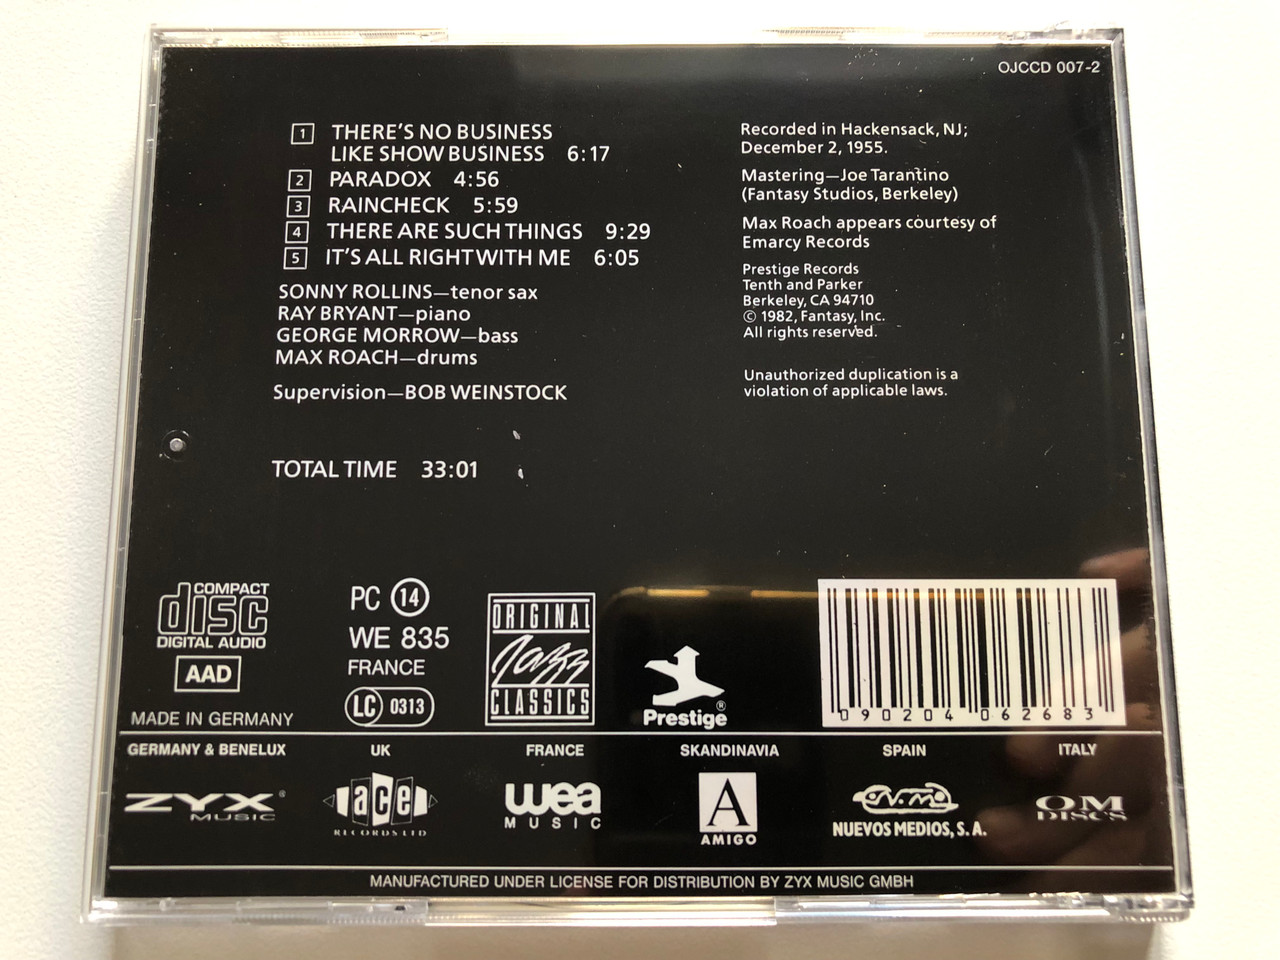 OJCCD 007-2
1 THERE'S NO BUSINESS
LIKE SHOW BUSINESS 6:17
2 PARADOX 4:56
3 RAINCHECK 5:59
4 THERE ARE SUCH THINGS 9:29
5 IT'S ALL RIGHT WITH ME 6:05
SONNY ROLLINS—tenor sax
RAY BRYANT—piano
GEORGE MORROW—bass
MAX ROACH—drums
Supervision—BOB WEINSTOCK
TOTAL TIME 33:01
Recorded in Hackensack, NJ;
December 2, 1955.
Mastering—Joe Tarantino
(Fantasy Studios, Berkeley)
Max Roach appears courtesy of
Emarcy Records
Prestige Records
Tenth and Parker
Berkeley, CA 94710
© 1982, Fantasy, Inc.
All rights reserved.
Unauthorized duplication is a
violation of applicable laws.
COMPACT
disc
DIGITAL AUDIO
AAD
MADE IN GERMANY
PC 14
WE 835
FRANCE
LC 0313
ORIGINAL
Jazz
CLASSICS
Prestige®
090204 062683
GERMANY & BENELUX UK FRANCE SKANDINAVIA SPAIN ITALY
ZYX®
MUSIC
ace
RECORDS LTD
wea
MUSIC
A
AMIGO
N.M.
NUEVOS MEDIOS, S.A.
OM
DISCS
MANUFACTURED UNDER LICENSE FOR DISTRIBUTION BY ZYX MUSIC GMBH